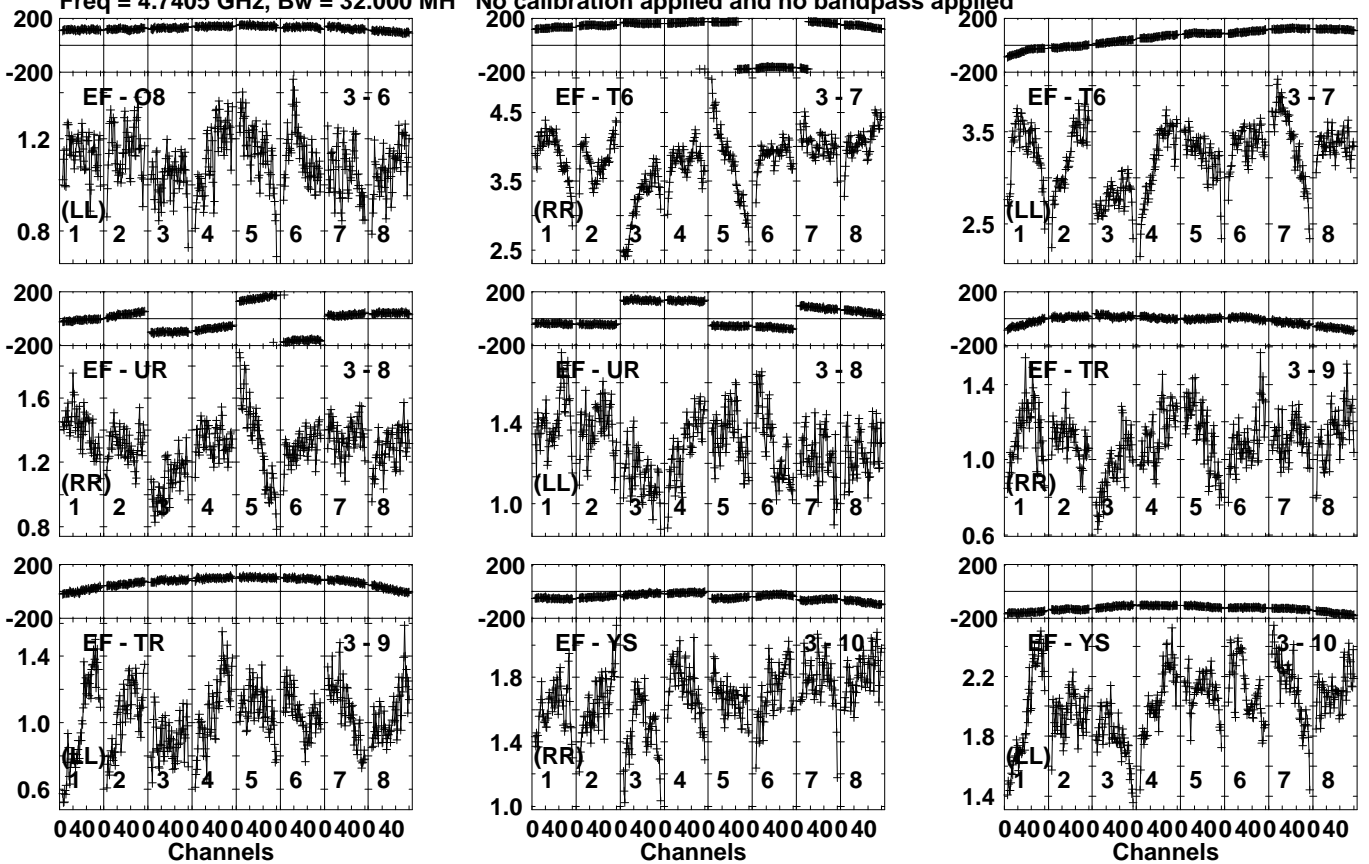 Freq = 4.7405 GHz, Bw = 32.000 MH No calibration applied and no bandpass applied
200 200 200
-200 -200 -200
EF - O8 3 - 6 EF - T6 3 - 7 EF - T6 3 - 7
1.2 4.5 3.5
0.8 3.5 2.5
2.5
(LL) (RR) (LL)
1 2 3 4 5 6 7 8 1 2 3 4 5 6 7 8 1 2 3 4 5 6 7 8
200 200 200
-200 -200 -200
EF - UR 3 - 8 EF - UR 3 - 8 EF - TR 3 - 9
1.6 1.4 1.4
1.2 1.0 1.0
0.8 0.6
(RR) (LL) (RR)
1 2 3 4 5 6 7 8 1 2 3 4 5 6 7 8 1 2 3 4 5 6 7 8
200 200 200
-200 -200 -200
EF - TR 3 - 9 EF - YS 3 - 10 EF - YS 3 - 10
1.4 1.8 2.2
1.0 1.4 1.8
0.6 1.0 1.4
(LL) (RR) (LL)
1 2 3 4 5 6 7 8 1 2 3 4 5 6 7 8 1 2 3 4 5 6 7 8
0 40 0 40 0 40 0 40 0 40 0 40 0 40 0 40 0 40 0 40 0 40 0 40 0 40 0 40 0 40 0 40 0 40 0 40 0 40 0 40 0 40 0 40 0 40 0 40
Channels Channels Channels